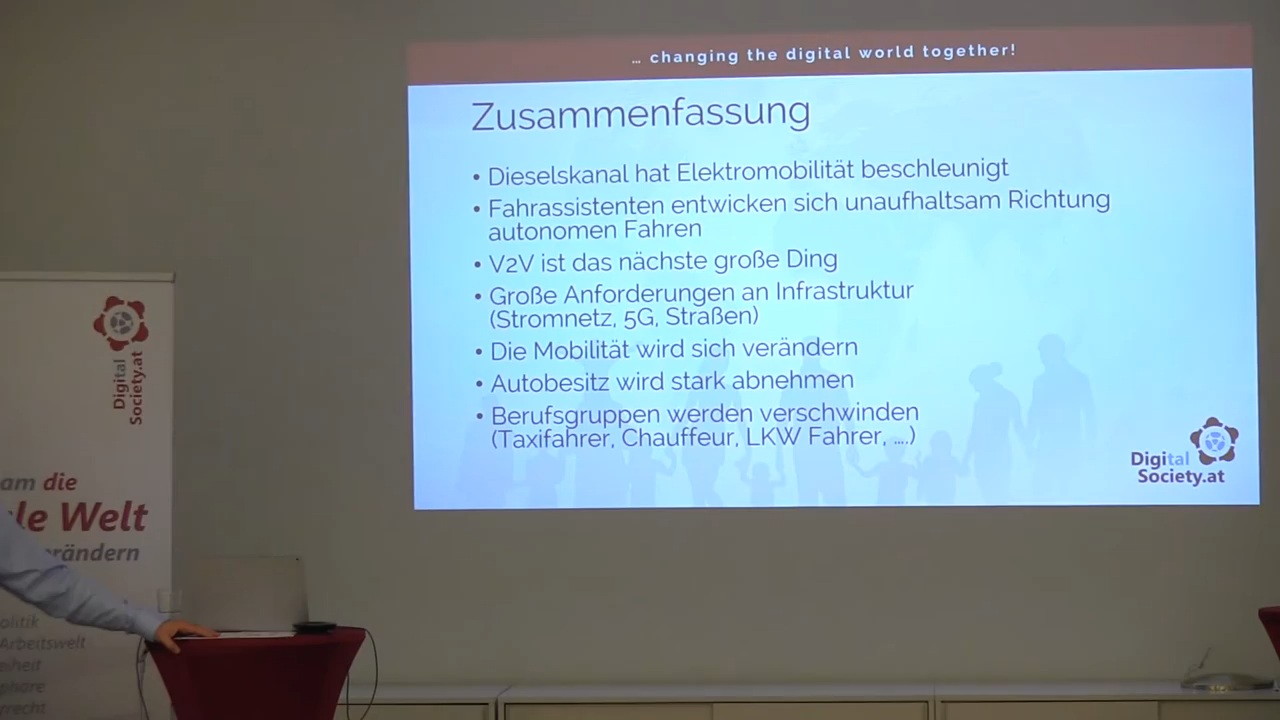 … changing the digital world together!
Zusammenfassung
• Dieselskanal hat Elektromobilität beschleunigt
• Fahrassistenten entwicken sich unaufhaltsam Richtung
autonomen Fahren
• V2V ist das nächste große Ding
• Große Anforderungen an Infrastruktur
(Stromnetz, 5G, Straßen)
• Die Mobilität wird sich verändern
• Autobesitz wird stark abnehmen
• Berufsgruppen werden verschwinden
(Taxifahrer, Chauffeur, LKW Fahrer, ....)
Digital
Society.at
Digital
Society.at
am die
le Welt
rändern
olitik
Arbeitswelt
eiheit
phäre
rrecht